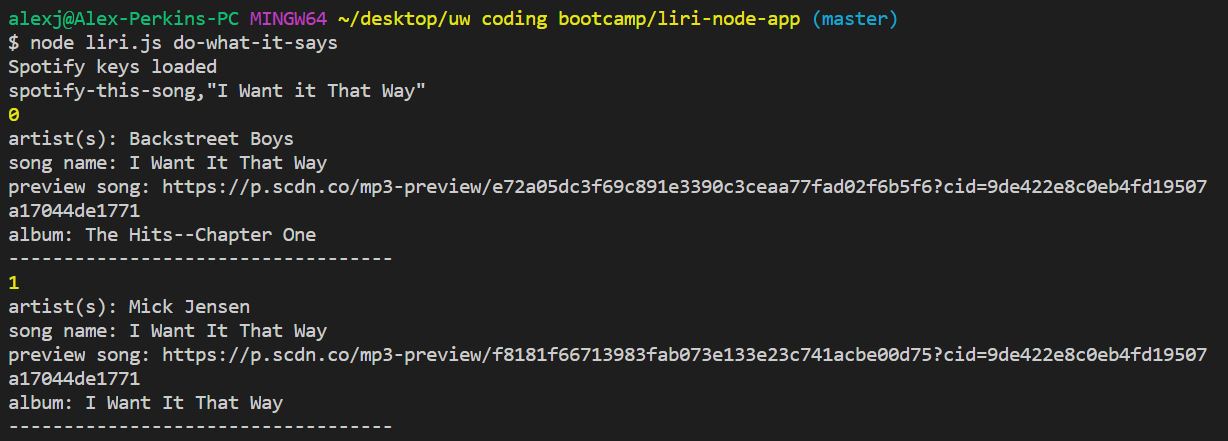 alexj@Alex-Perkins-PC MINGW64 ~/desktop/uw coding bootcamp/liri-node-app (master)
$ node liri.js do-what-it-says
Spotify keys loaded
spotify-this-song,"I Want it That Way"
0
artist(s): Backstreet Boys
song name: I Want It That Way
preview song: https://p.scdn.co/mp3-preview/e72a05dc3f69c891e3390c3ceaa77fad02f6b5f6?cid=9de422e8c0eb4fd19507
a17044de1771
album: The Hits--Chapter One
-----------------------------------
1
artist(s): Mick Jensen
song name: I Want It That Way
preview song: https://p.scdn.co/mp3-preview/f8181f66713983fab073e133e23c741acbe00d75?cid=9de422e8c0eb4fd19507
a17044de1771
album: I Want It That Way
-----------------------------------